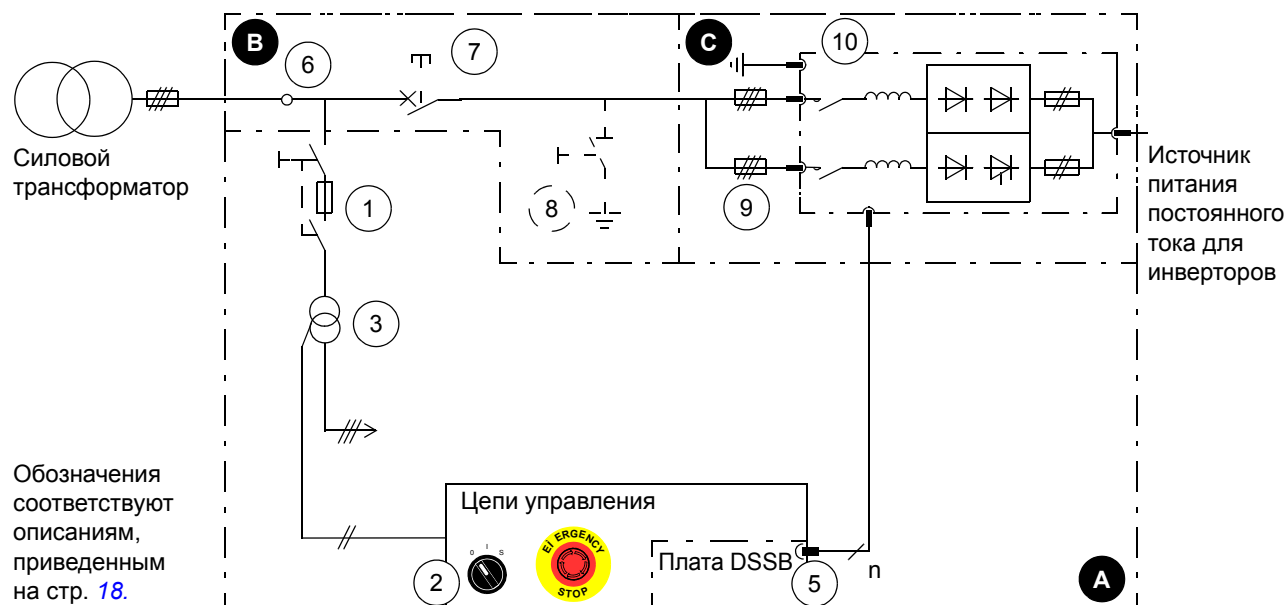 B
C
6
7
10
Силовой
трансформатор
1
8
9
Источник
питания
постоянного
тока для
инверторов
3
Обозначения
соответствуют
описаниям,
приведенным
на стр. 18.
Цепи управления
0 I S
EMERGENCY
STOP
Плата DSSB
2
5
n
A